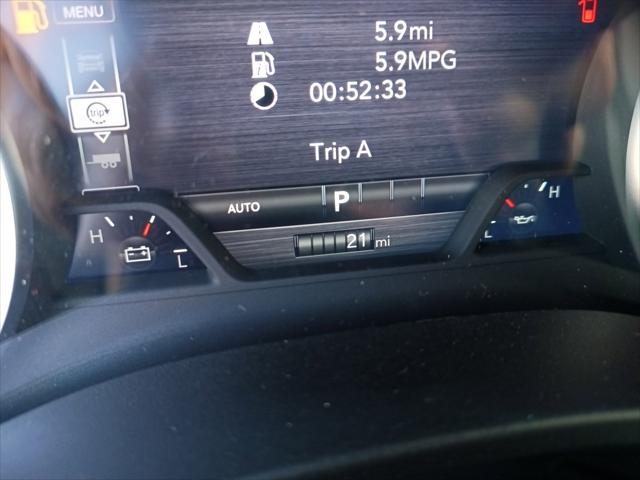 MENU
5.9mi
5.9MPG
trip
00:52:33
Trip A
AUTO
P
H
L
21 mi
L
H